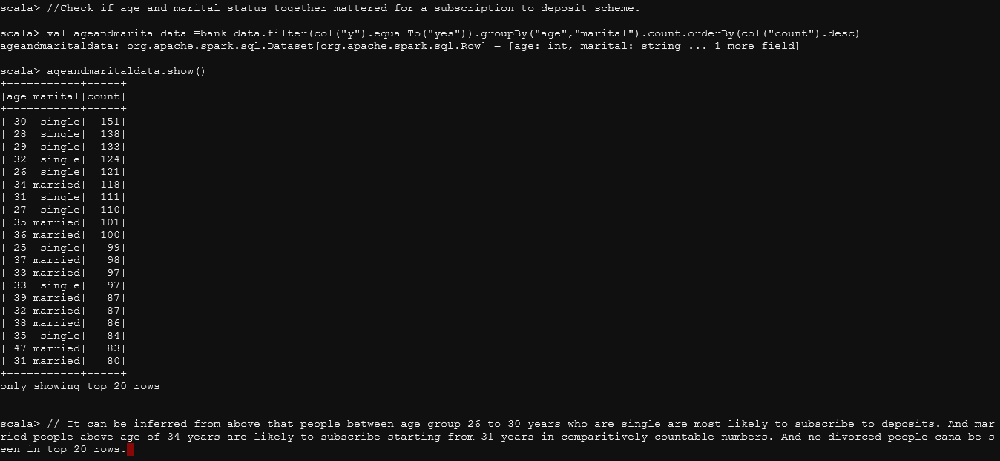 scala> //Check if age and marital status together mattered for a subscription to deposit scheme.
scala> val ageandmaritaldata =bank_data.filter(col("y").equalTo("yes")).groupBy("age","marital").count.orderBy(col("count").desc)
ageandmaritaldata: org.apache.spark.sql.Dataset[org.apache.spark.sql.Row] = [age: int, marital: string ... 1 more field]
scala> ageandmaritaldata.show()
+---+-------+-----+
|age|marital|count|
+---+-------+-----+
| 30| single|  151|
| 28| single|  138|
| 29| single|  133|
| 32| single|  124|
| 26| single|  121|
| 34|married|  118|
| 31| single|  111|
| 27| single|  110|
| 35|married|  101|
| 36|married|  100|
| 25| single|   99|
| 37|married|   98|
| 33|married|   97|
| 33| single|   97|
| 39|married|   87|
| 32|married|   87|
| 38|married|   86|
| 35| single|   84|
| 47|married|   83|
| 31|married|   80|
+---+-------+-----+
only showing top 20 rows
scala> // It can be inferred from above that people between age group 26 to 30 years who are single are most likely to subscribe to deposits. And mar
ried people above age of 34 years are likely to subscribe starting from 31 years in comparitively countable numbers. And no divorced people cana be s
een in top 20 rows.